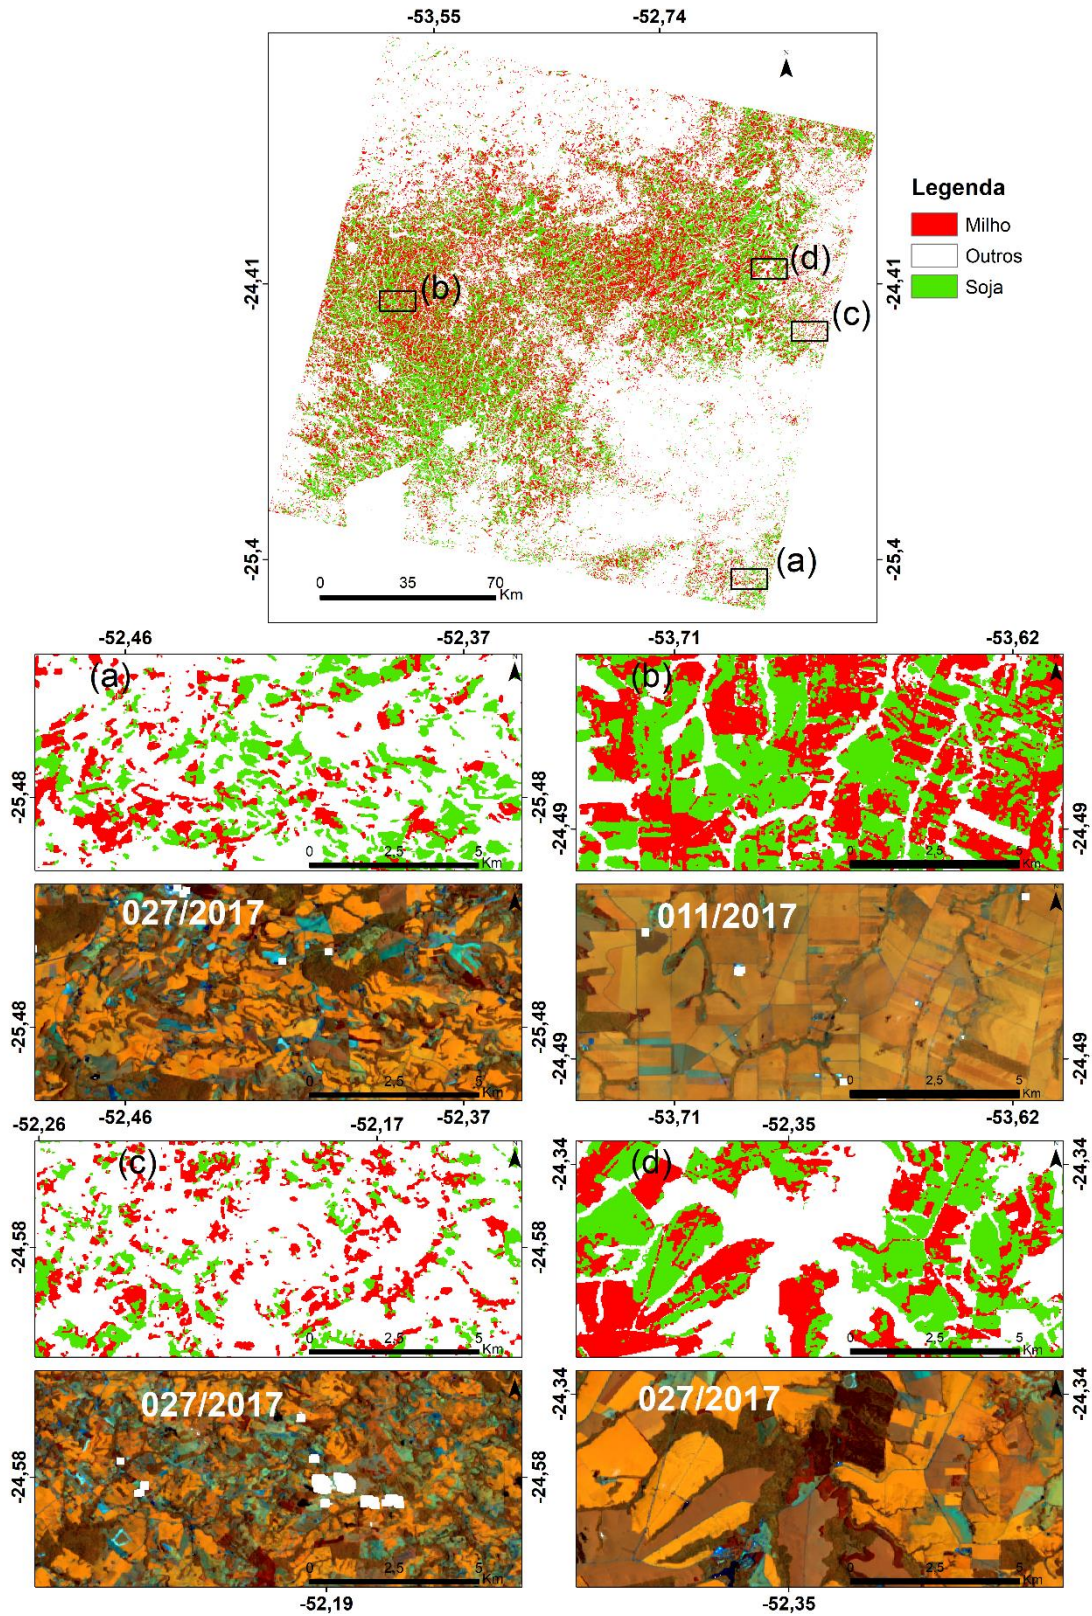 -53,55 -52,74
N
Legenda
Milho
Outros
Soja
-24,41 -24,41
(d)
(b)
(c)
-25,4 -25,4
(a)
0 35 70
Km
-52,46 -52,37 -53,71 -53,62
(a) (b)
-25,48 -25,48 -24,49 -24,49
0 2,5 5
Km
0 2,5 5
Km
027/2017 011/2017
-25,48 -25,48 -24,49 -24,49
0 2,5 5
Km
0 2,5 5
Km
-52,46 -52,37 -53,71 -53,62
-52,26 -52,17 -52,35
(c) (d)
-24,58 -24,58 -24,34 -24,34
0 2,5 5
Km
0 2,5 5
Km
027/2017 027/2017
-24,58 -24,58 -24,34 -24,34
0 2,5 5
Km
0 2,5 5
Km
-52,19 -52,35